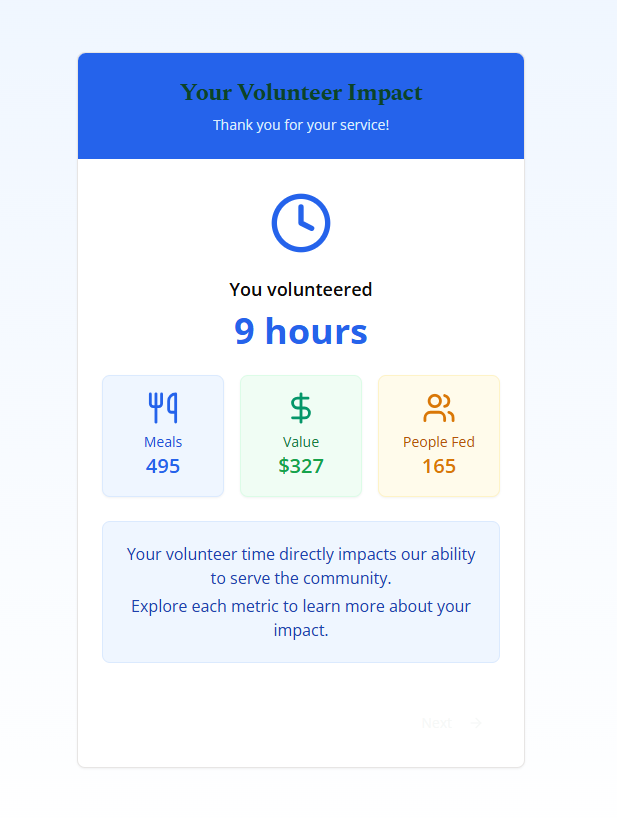 Your Volunteer Impact
Thank you for your service!
You volunteered
9 hours
Meals
495
Value
$327
People Fed
165
Your volunteer time directly impacts our ability
to serve the community.
Explore each metric to learn more about your
impact.
Next